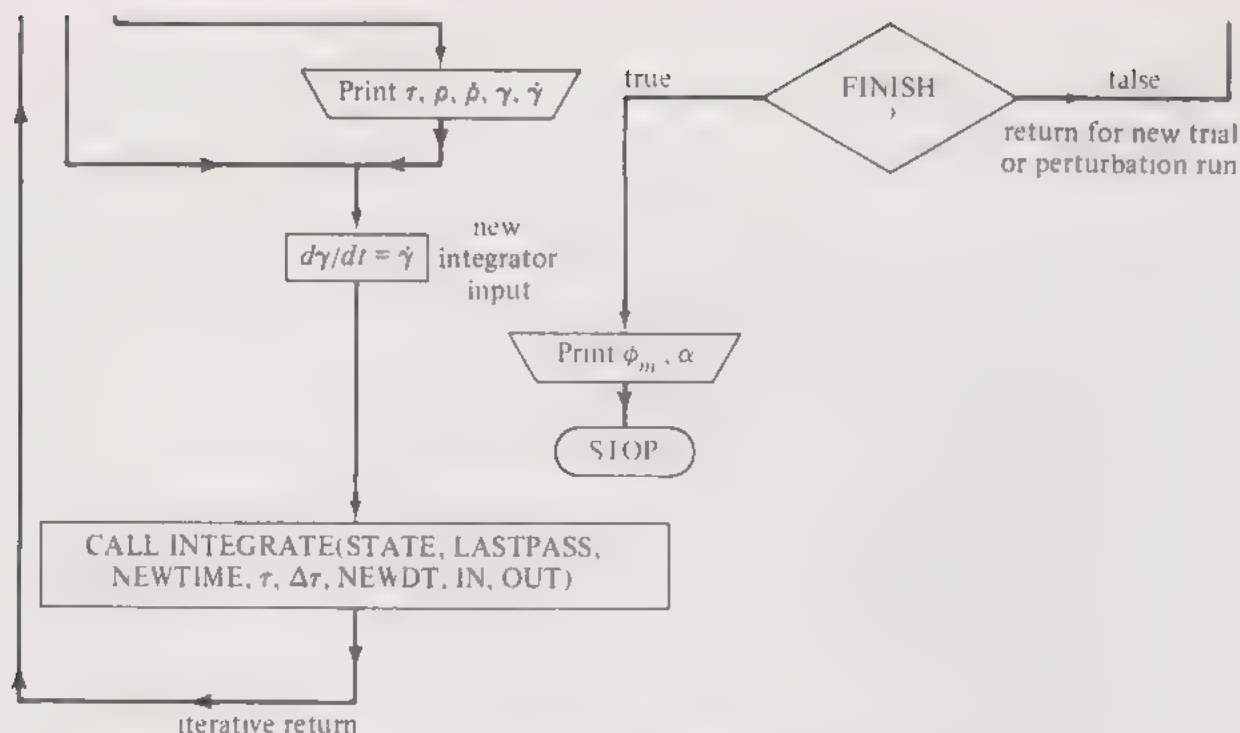 Print τ, ρ, ρ̇, γ, γ̇
dγ/dt = γ̇
new
integrator
input
CALL INTEGRATE(STATE, LASTPASS,
NEWTIME, τ, Δτ, NEWDT, IN, OUT)
iterative return
FINISH
?
true
false
return for new trial
or perturbation run
Print ϕₘ, α
STOP